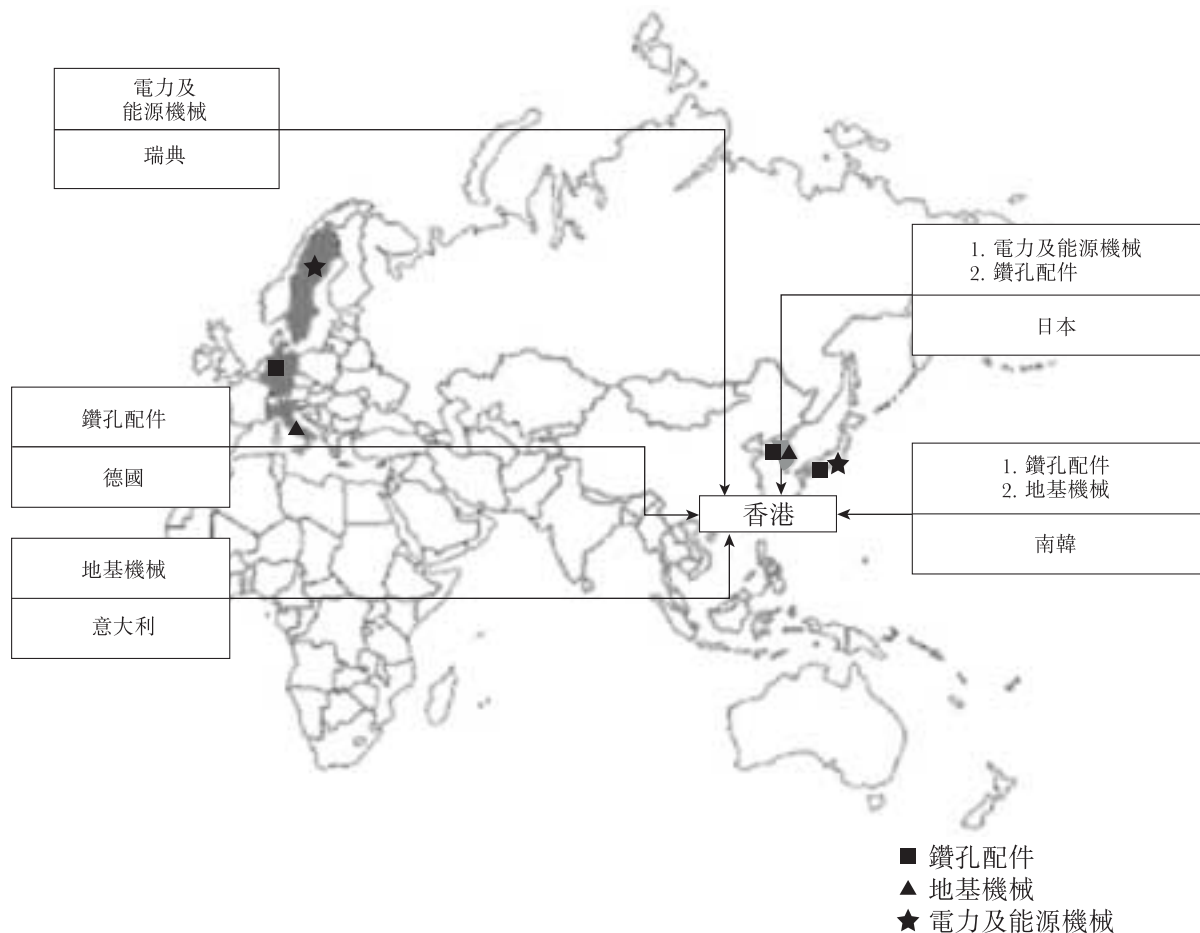 電力及
能源機械
瑞典
1. 電力及能源機械
2. 鑽孔配件
日本
鑽孔配件
德國
1. 鑽孔配件
2. 地基機械
南韓
香港
地基機械
意大利
鑽孔配件
地基機械
電力及能源機械